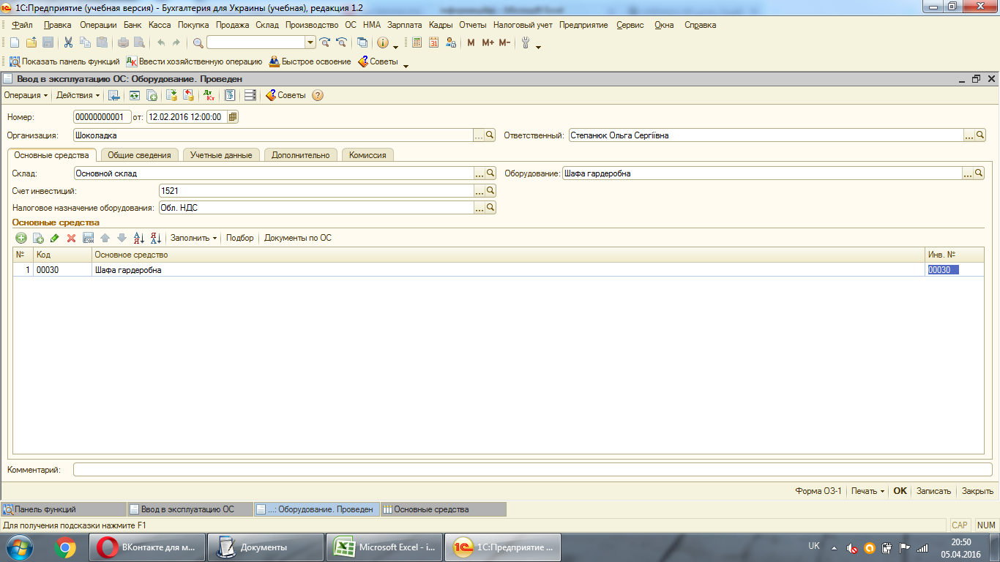 1С:Предприятие (учебная версия) - Бухгалтерия для Украины (учебная), редакция 1.2
Файл Правка Операции Банк Касса Покупка Продажа Склад Производство ОС НМА Зарплата Кадры Отчеты Налоговый учет Предприятие Сервис Окна Справка
M M+ M-
Показать панель функций Ввести хозяйственную операцию Быстрое освоение Советы
Ввод в эксплуатацию ОС: Оборудование. Проведен
Операция Действия Дт Кт Советы
Номер: 00000000001 от: 12.02.2016 12:00:00
Организация: Шоколадка ... Ответственный: Степанюк Ольга Сергіївна ...
Основные средства Общие сведения Учетные данные Дополнительно Комиссия
Склад: Основной склад ... Оборудование: Шафа гардеробна ...
Счет инвестиций: 1521 ...
Налоговое назначение оборудования: Обл. НДС ...
Основные средства
Заполнить Подбор Документы по ОС
№ Код Основное средство Инв. №
1 00030 Шафа гардеробна 00030
Комментарий:
Форма ОЗ-1 Печать OK Записать Закрыть
Панель функций Ввод в эксплуатацию ОС ...: Оборудование. Проведен Основные средства
Для получения подсказки нажмите F1 CAP NUM
ВКонтакте для м... Документы Microsoft Excel - і... 1С:Предприятие ... UK 20:50
05.04.2016